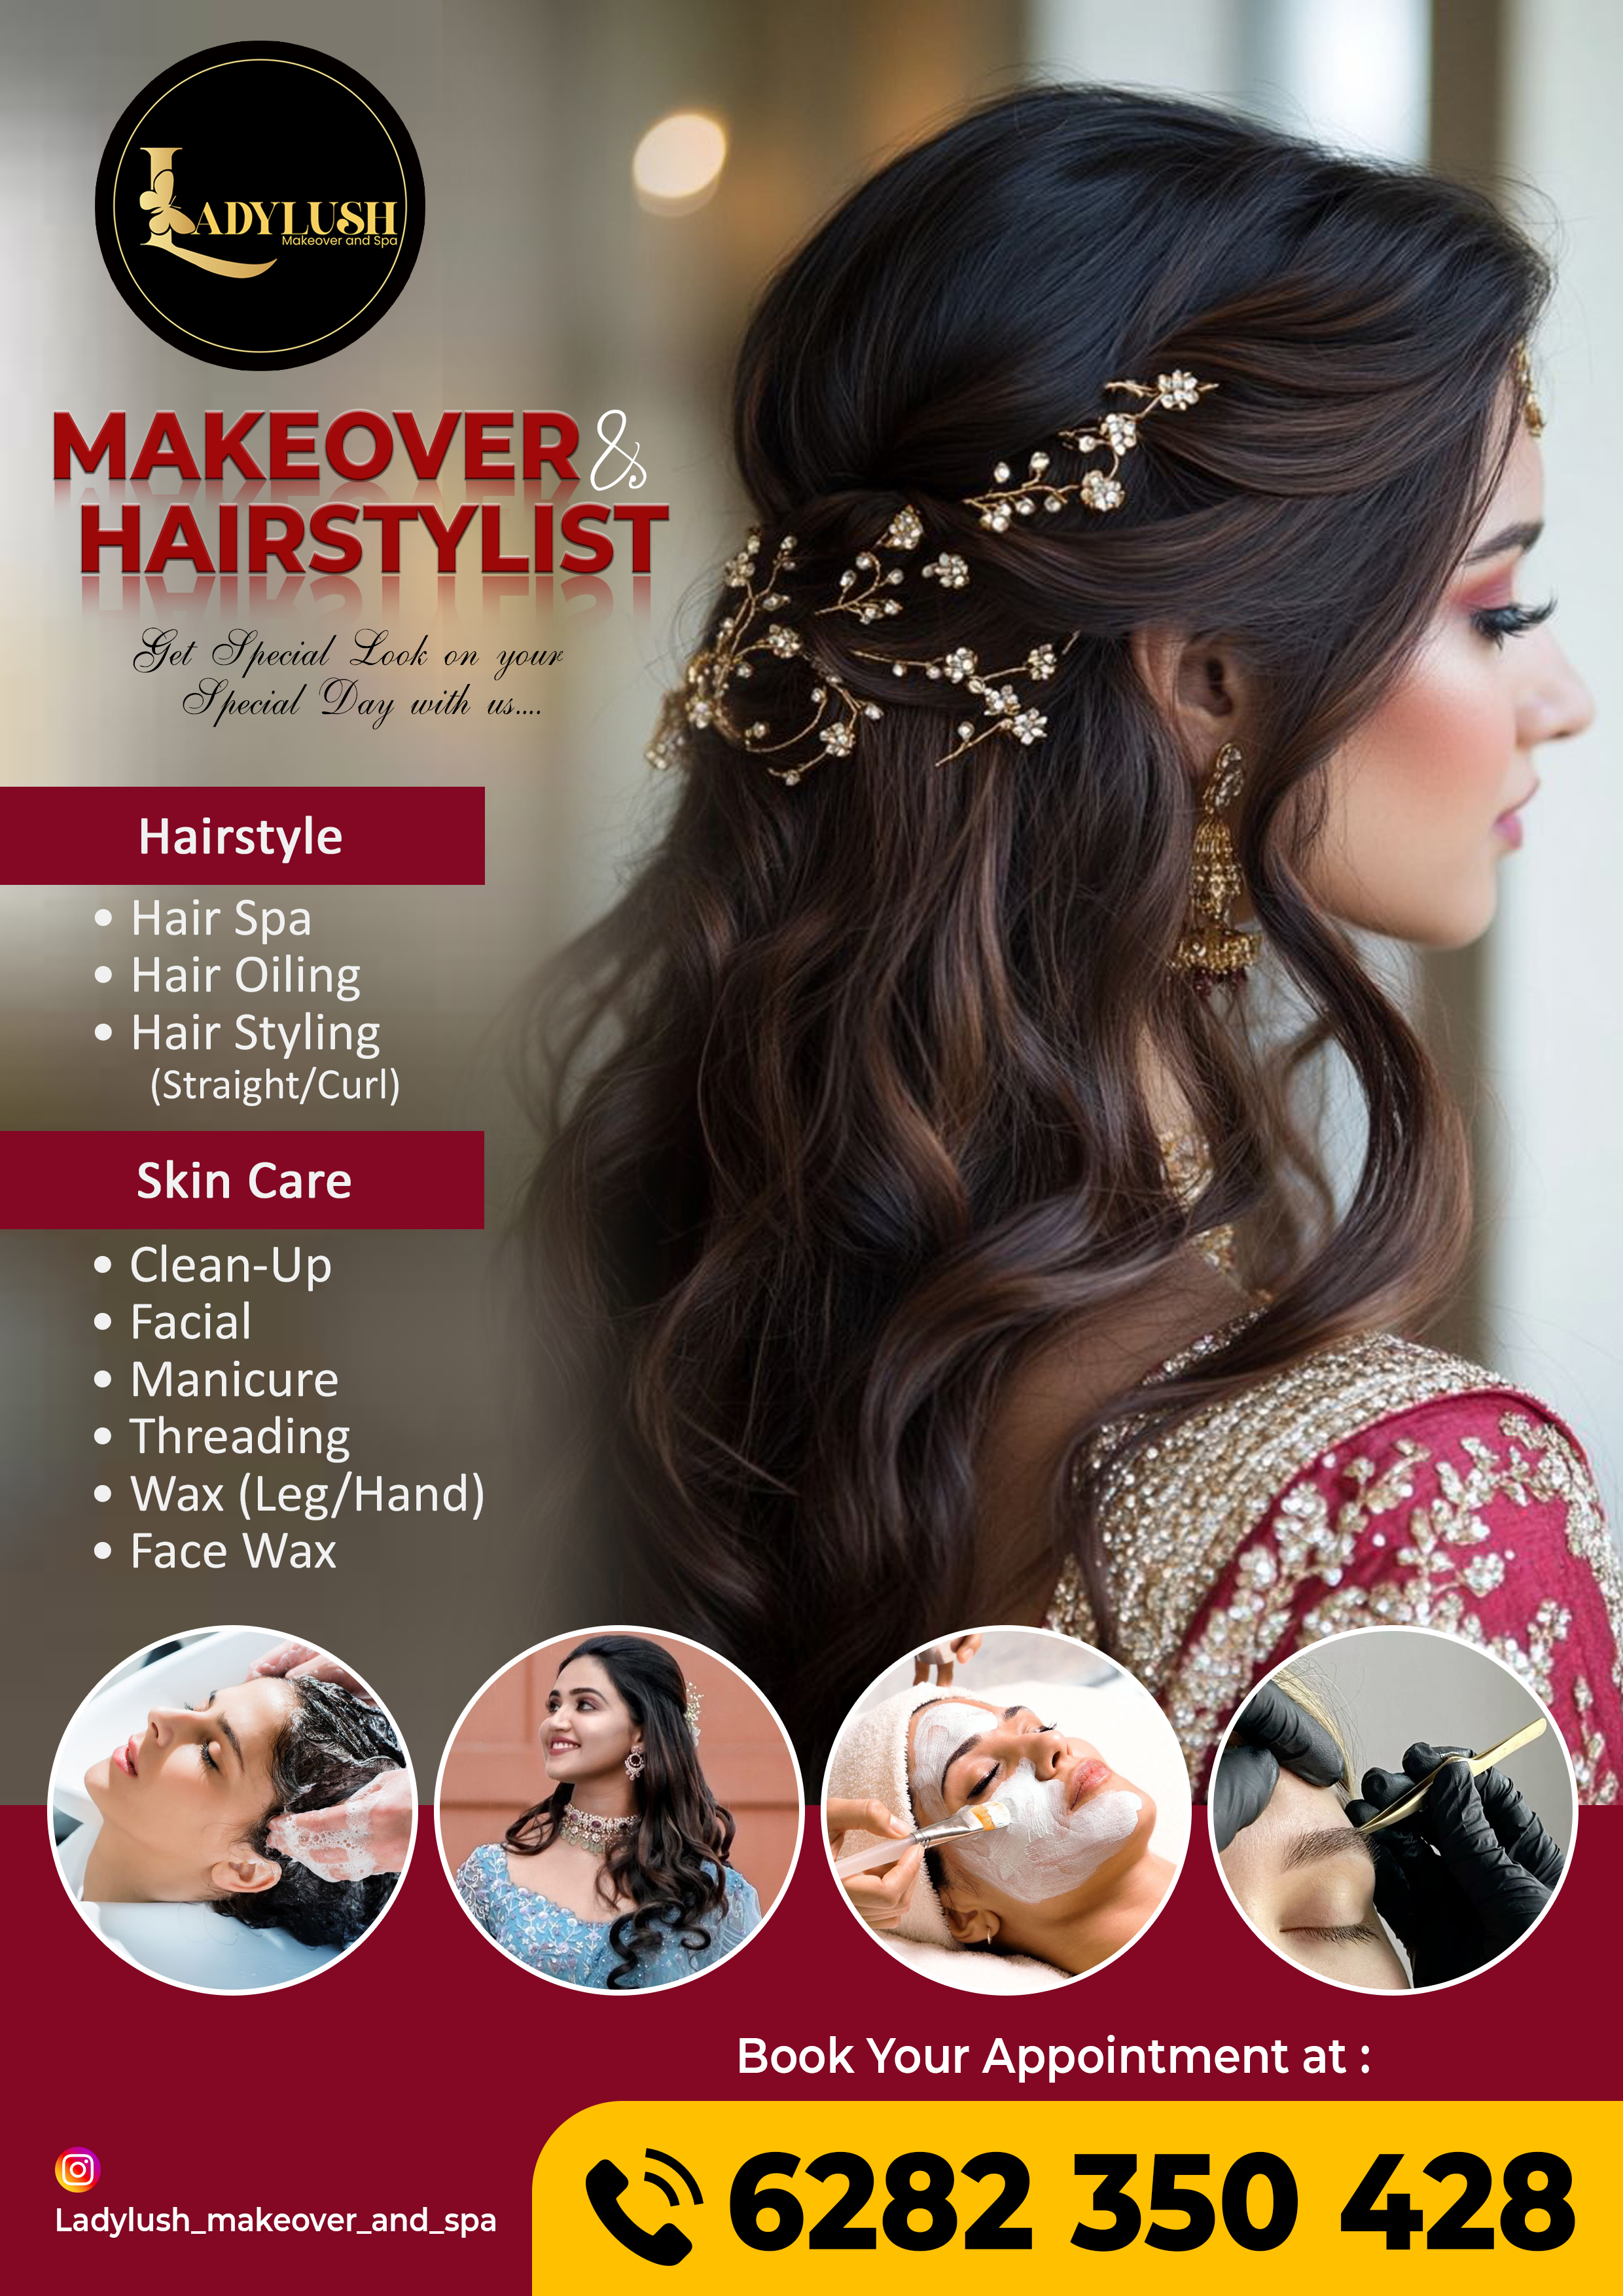 LADYLUSH
Makeover and Spa
MAKEOVER &
HAIRSTYLIST
Get Special Look on your
Special Day with us....
Hairstyle
• Hair Spa
• Hair Oiling
• Hair Styling
(Straight/Curl)
Skin Care
• Clean-Up
• Facial
• Manicure
• Threading
• Wax (Leg/Hand)
• Face Wax
Book Your Appointment at :
6282 350 428
Ladylush_makeover_and_spa